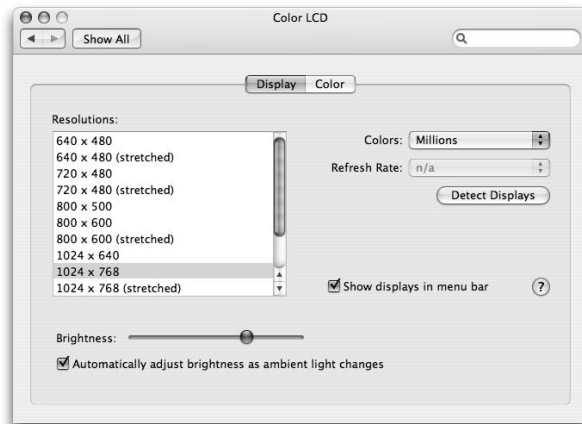 Color LCD
Show All
Display Color
Resolutions:
640 x 480
640 x 480 (stretched)
720 x 480
720 x 480 (stretched)
800 x 500
800 x 600
800 x 600 (stretched)
1024 x 640
1024 x 768
1024 x 768 (stretched)
Colors: Millions
Refresh Rate: n/a
Detect Displays
Show displays in menu bar ?
Brightness:
Automatically adjust brightness as ambient light changes